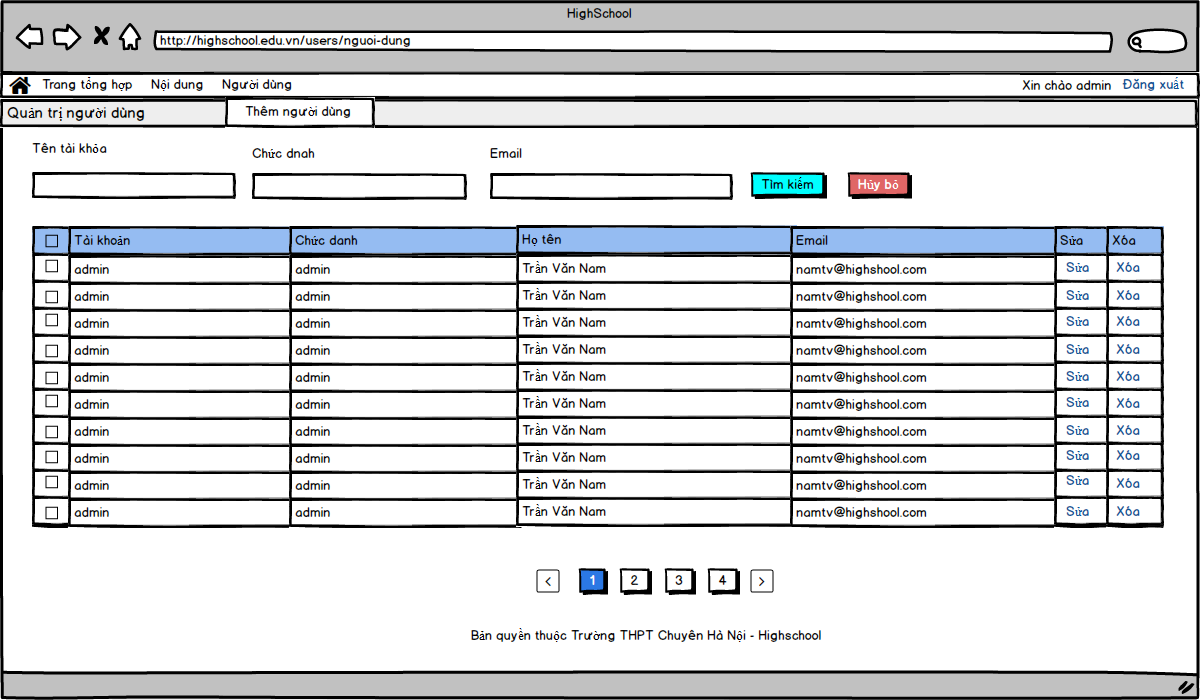 HighSchool
http://highschool.edu.vn/users/nguoi-dung
Trang tổng hợp Nội dung Người dùng Xin chào admin Đăng xuất
Quản trị người dùng Thêm người dùng
Tên tài khỏa Chức dnah Email
Tìm kiếm Hủy bỏ
Tài khoản Chức danh Họ tên Email Sửa Xóa
admin admin Trần Văn Nam namtv@highshool.com Sửa Xóa
admin admin Trần Văn Nam namtv@highshool.com Sửa Xóa
admin admin Trần Văn Nam namtv@highshool.com Sửa Xóa
admin admin Trần Văn Nam namtv@highshool.com Sửa Xóa
admin admin Trần Văn Nam namtv@highshool.com Sửa Xóa
admin admin Trần Văn Nam namtv@highshool.com Sửa Xóa
admin admin Trần Văn Nam namtv@highshool.com Sửa Xóa
admin admin Trần Văn Nam namtv@highshool.com Sửa Xóa
admin admin Trần Văn Nam namtv@highshool.com Sửa Xóa
admin admin Trần Văn Nam namtv@highshool.com Sửa Xóa
< 1 2 3 4 >
Bản quyền thuộc Trường THPT Chuyên Hà Nội - Highschool